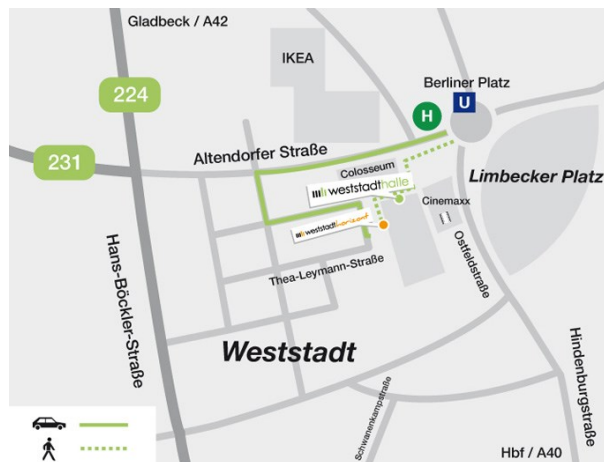 Gladbeck / A42
IKEA
Berliner Platz
224
U
H
231
Altendorfer Straße
Colosseum
weststadthalle
Limbecker Platz
Cinemaxx
weststadthorizont
Ostfeldstraße
Thea-Leymann-Straße
Hans-Böckler-Straße
Weststadt
Hindenburgstraße
Schwanenkampstraße
Hbf / A40